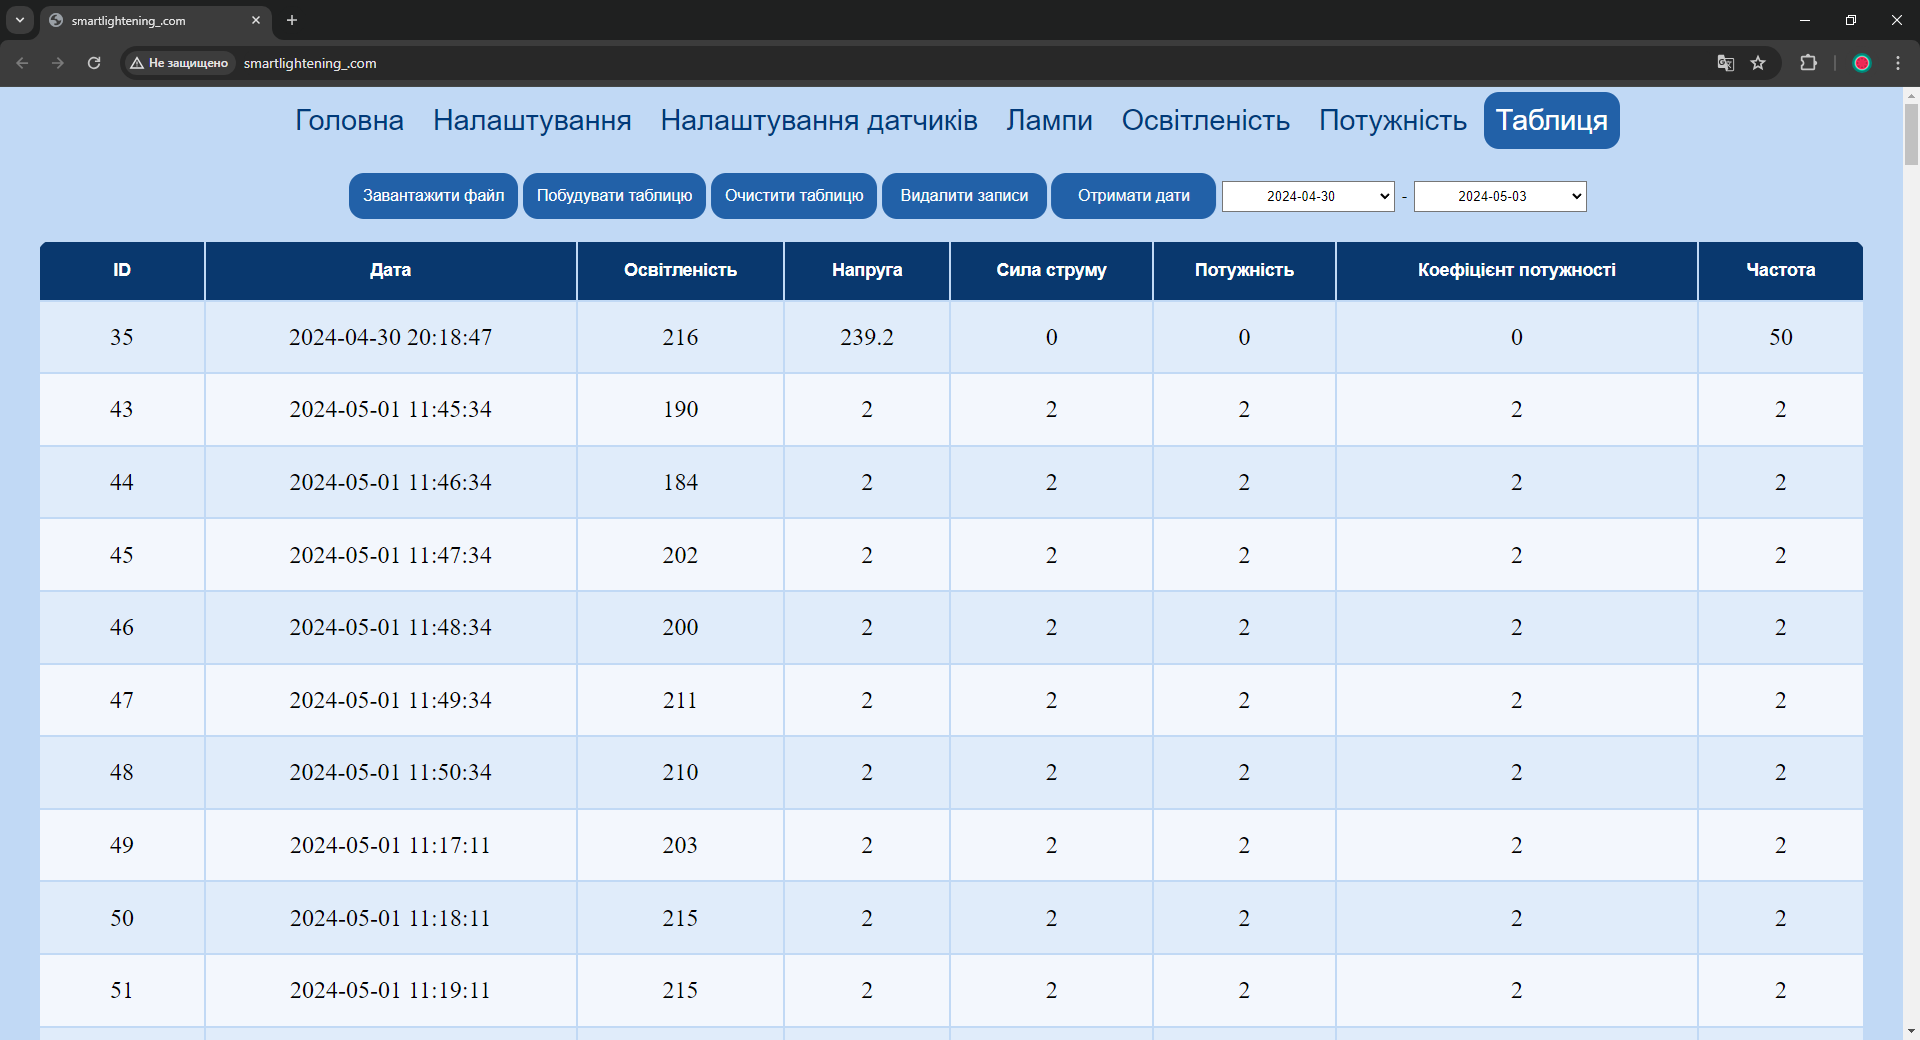 smartlightening_.com
Не защищено smartlightening_.com
Головна Налаштування Налаштування датчиків Лампи Освітленість Потужність Таблиця
Завантажити файл Побудувати таблицю Очистити таблицю Видалити записи Отримати дати 2024-04-30 - 2024-05-03
ID Дата Освітленість Напруга Сила струму Потужність Коефіцієнт потужності Частота
35 2024-04-30 20:18:47 216 239.2 0 0 0 50
43 2024-05-01 11:45:34 190 2 2 2 2 2
44 2024-05-01 11:46:34 184 2 2 2 2 2
45 2024-05-01 11:47:34 202 2 2 2 2 2
46 2024-05-01 11:48:34 200 2 2 2 2 2
47 2024-05-01 11:49:34 211 2 2 2 2 2
48 2024-05-01 11:50:34 210 2 2 2 2 2
49 2024-05-01 11:17:11 203 2 2 2 2 2
50 2024-05-01 11:18:11 215 2 2 2 2 2
51 2024-05-01 11:19:11 215 2 2 2 2 2